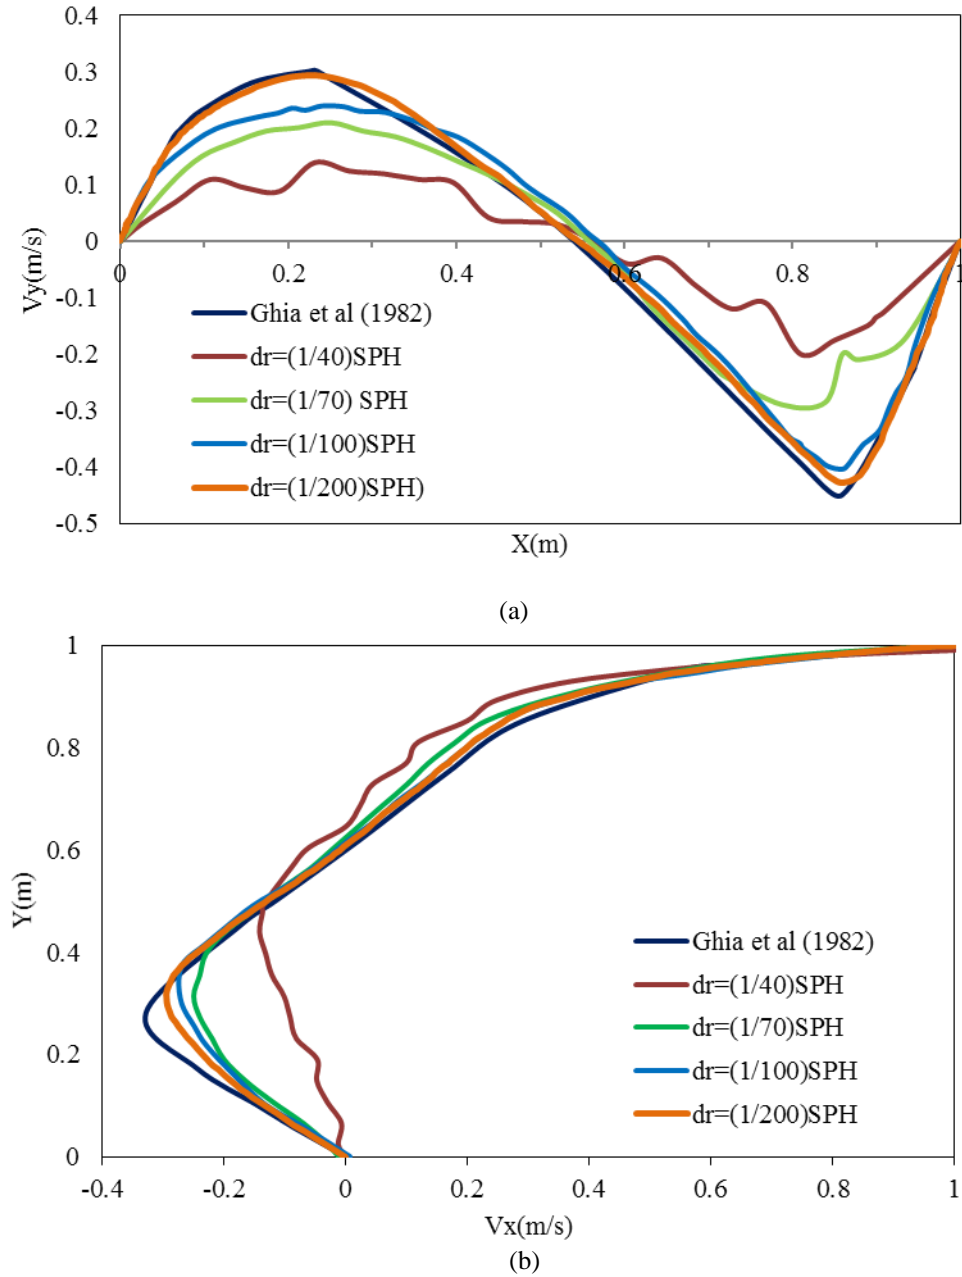 0.4
0.3
0.2
0.1
0
-0.1
-0.2
-0.3
-0.4
-0.5
Vy(m/s)
0 0.2 0.4 0.6 0.8 1
Ghia et al (1982)
dr=(1/40)SPH
dr=(1/70) SPH
dr=(1/100)SPH
dr=(1/200)SPH)
X(m)
(a)
1
0.8
0.6
0.4
0.2
0
Y(m)
Ghia et al (1982)
dr=(1/40)SPH
dr=(1/70)SPH
dr=(1/100)SPH
dr=(1/200)SPH
-0.4 -0.2 0 0.2 0.4 0.6 0.8 1
Vx(m/s)
(b)